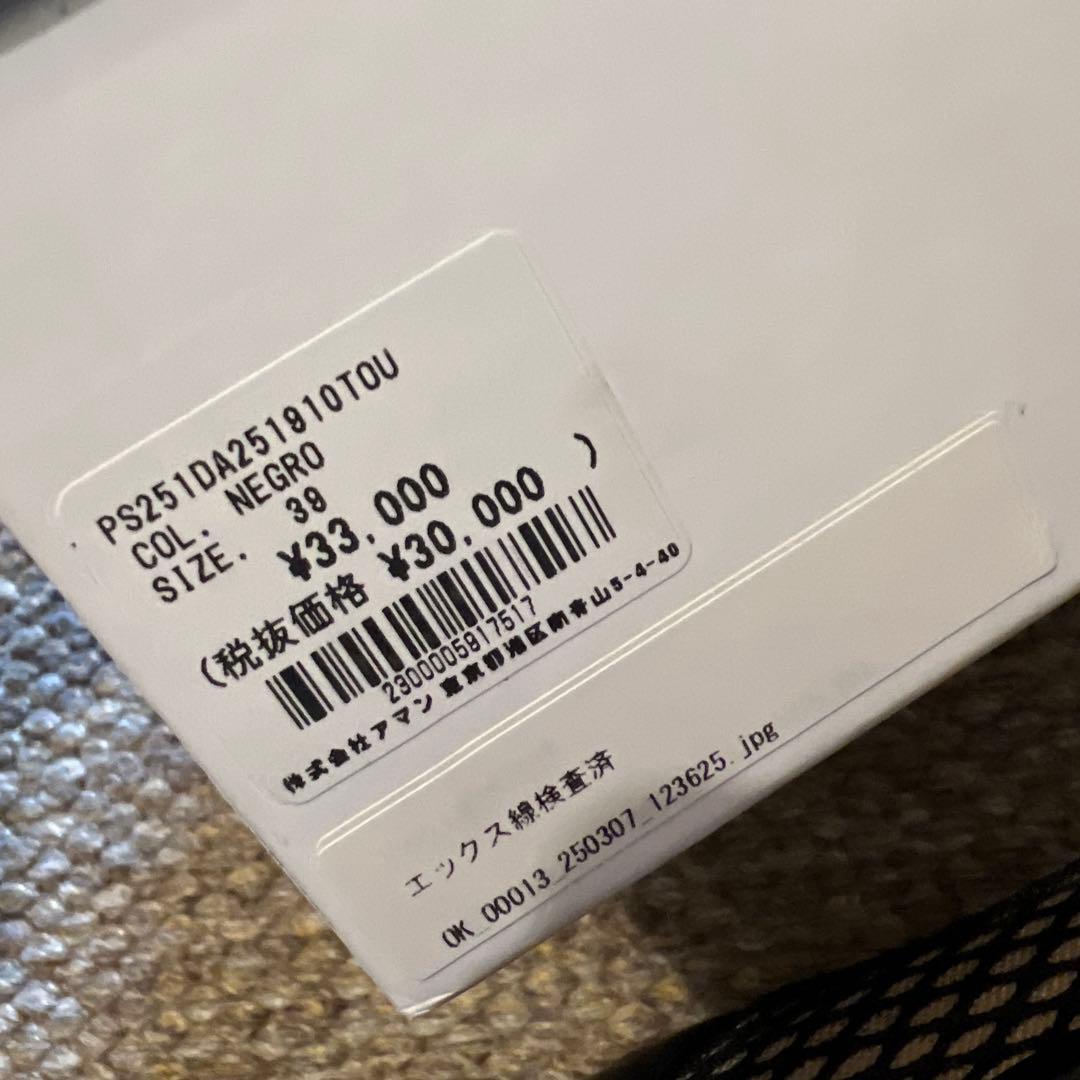 PS251DA251910TOU
COL. NEGRO
SIZE. 39
¥33,000
(税抜価格 ¥30,000 )
2300005917517
株式会社アマン 東京都港区南青山5-4-40
エックス線検査済
OK_00013_250307_123625.jpg